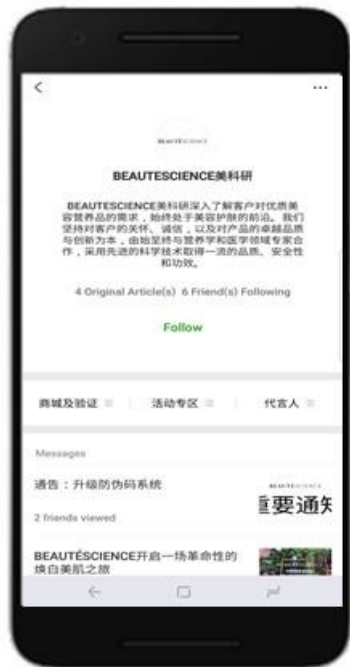 BEAUTÉSCIENCE
BEAUTESCIENCE美科研
BEAUTESCIENCE美科研深入了解客户对优质美
容营养品的需求，始终处于美容护肤的前沿。我们
坚持对客户的关怀、诚信，以及对产品的卓越品质
与创新为本，由始至终与营养学和医学领域专家合
作，采用先进的科学技术取得一流的品质、安全性
和功效。
4 Original Article(s) 6 Friend(s) Following
Follow
商城及验证
活动专区
代言人
Messages
通告：升级防伪码系统
2 friends viewed
BEAUTÉSCIENCE
重要通知
BEAUTÉSCIENCE开启一场革命性的
焕白美肌之旅